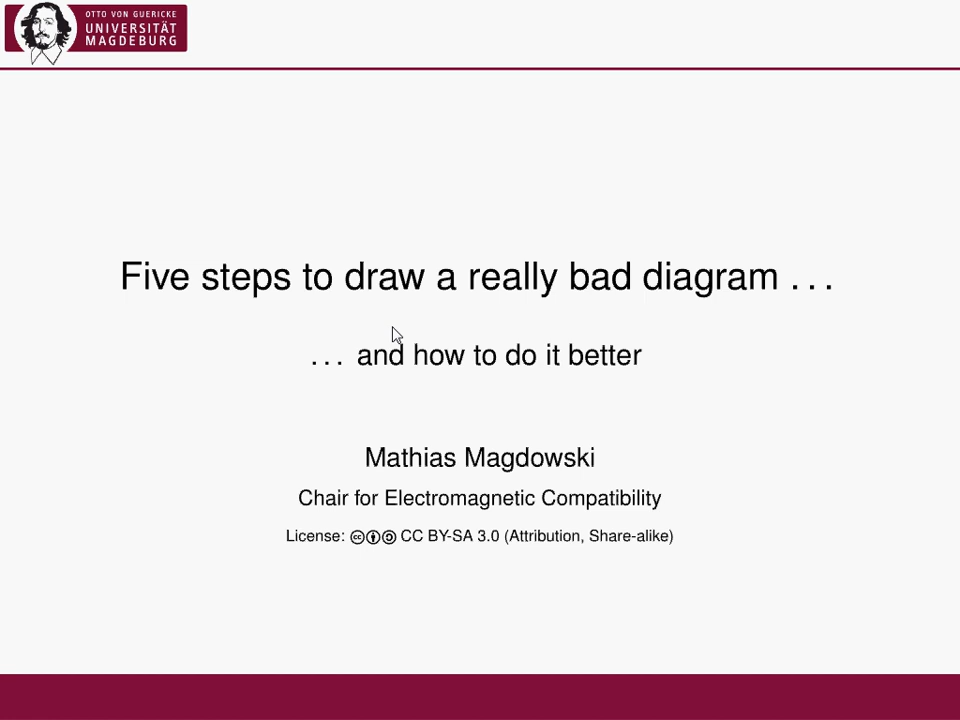 OTTO VON GUERICKE
UNIVERSITÄT
MAGDEBURG
Five steps to draw a really bad diagram . . .
. . . and how to do it better
Mathias Magdowski
Chair for Electromagnetic Compatibility
License: CC BY-SA 3.0 (Attribution, Share-alike)